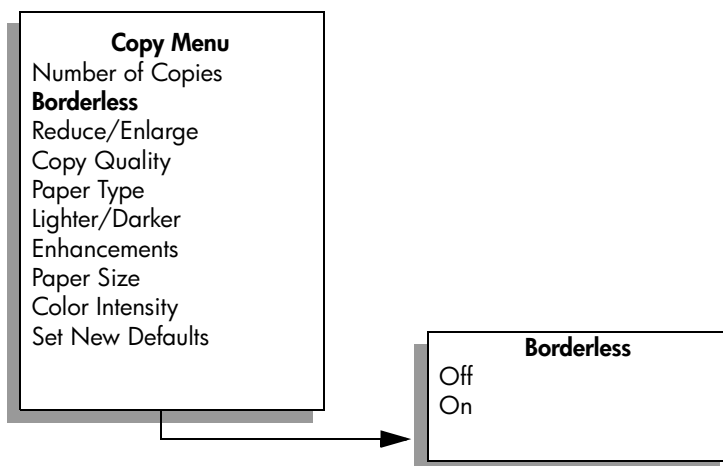 Copy Menu
Number of Copies
Borderless
Reduce/Enlarge
Copy Quality
Paper Type
Lighter/Darker
Enhancements
Paper Size
Color Intensity
Set New Defaults
Borderless
Off
On